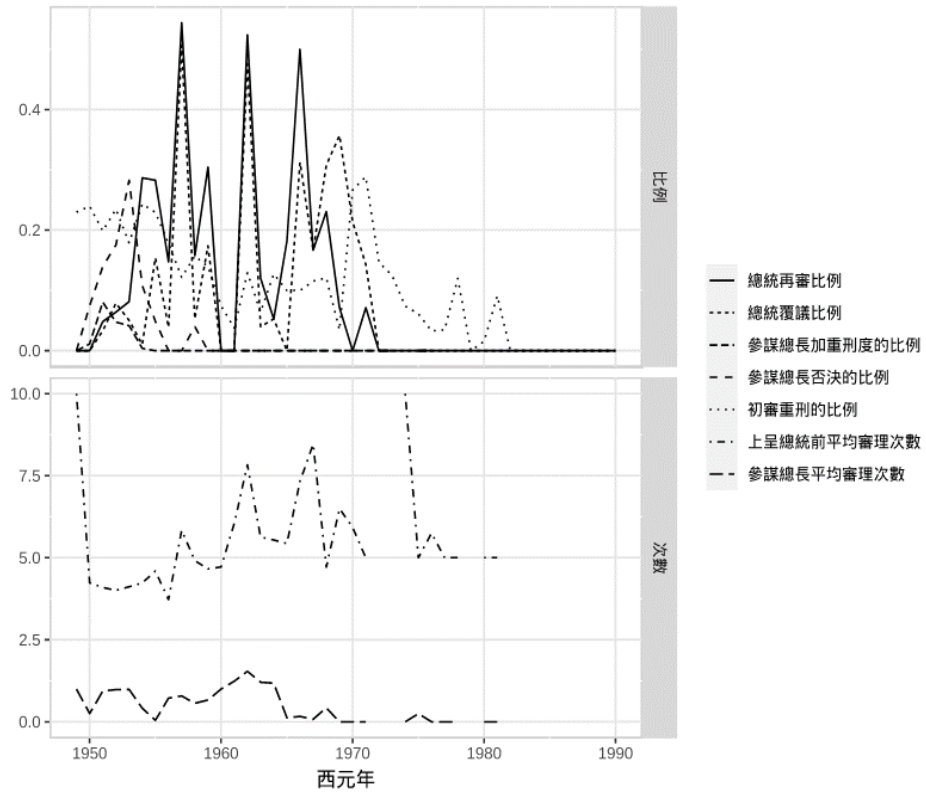 0.4
0.2
0.0
比例
10.0
7.5
5.0
2.5
0.0
次數
1950 1960 1970 1980 1990
西元年
總統再審比例
總統覆議比例
參謀總長加重刑度的比例
參謀總長否決的比例
初審重刑的比例
上呈總統前平均審理次數
參謀總長平均審理次數